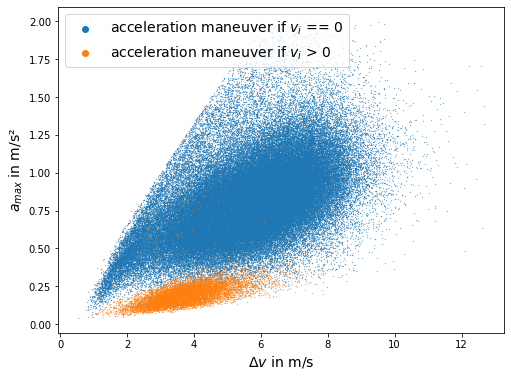 acceleration maneuver if v_i == 0
acceleration maneuver if v_i > 0
2.00
1.75
1.50
1.25
1.00
0.75
0.50
0.25
0.00
a_max in m/s²
0 2 4 6 8 10 12
Δv in m/s